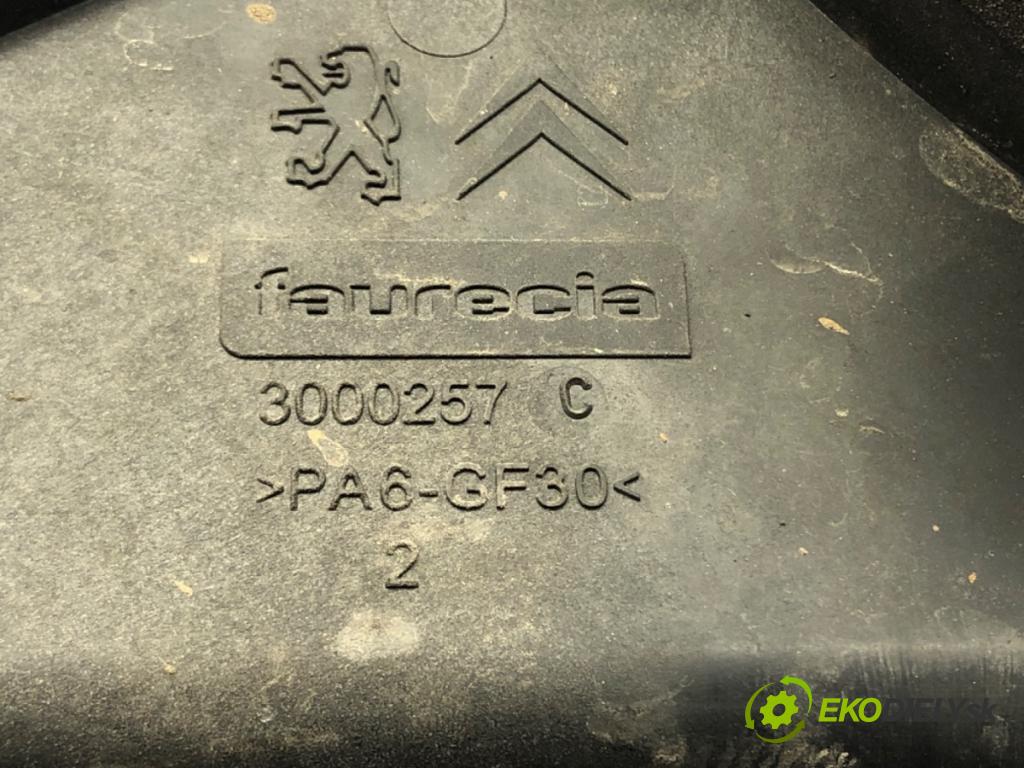 faurecia
3000257 C
>PA6-GF30<
2
EKODIELY.sk